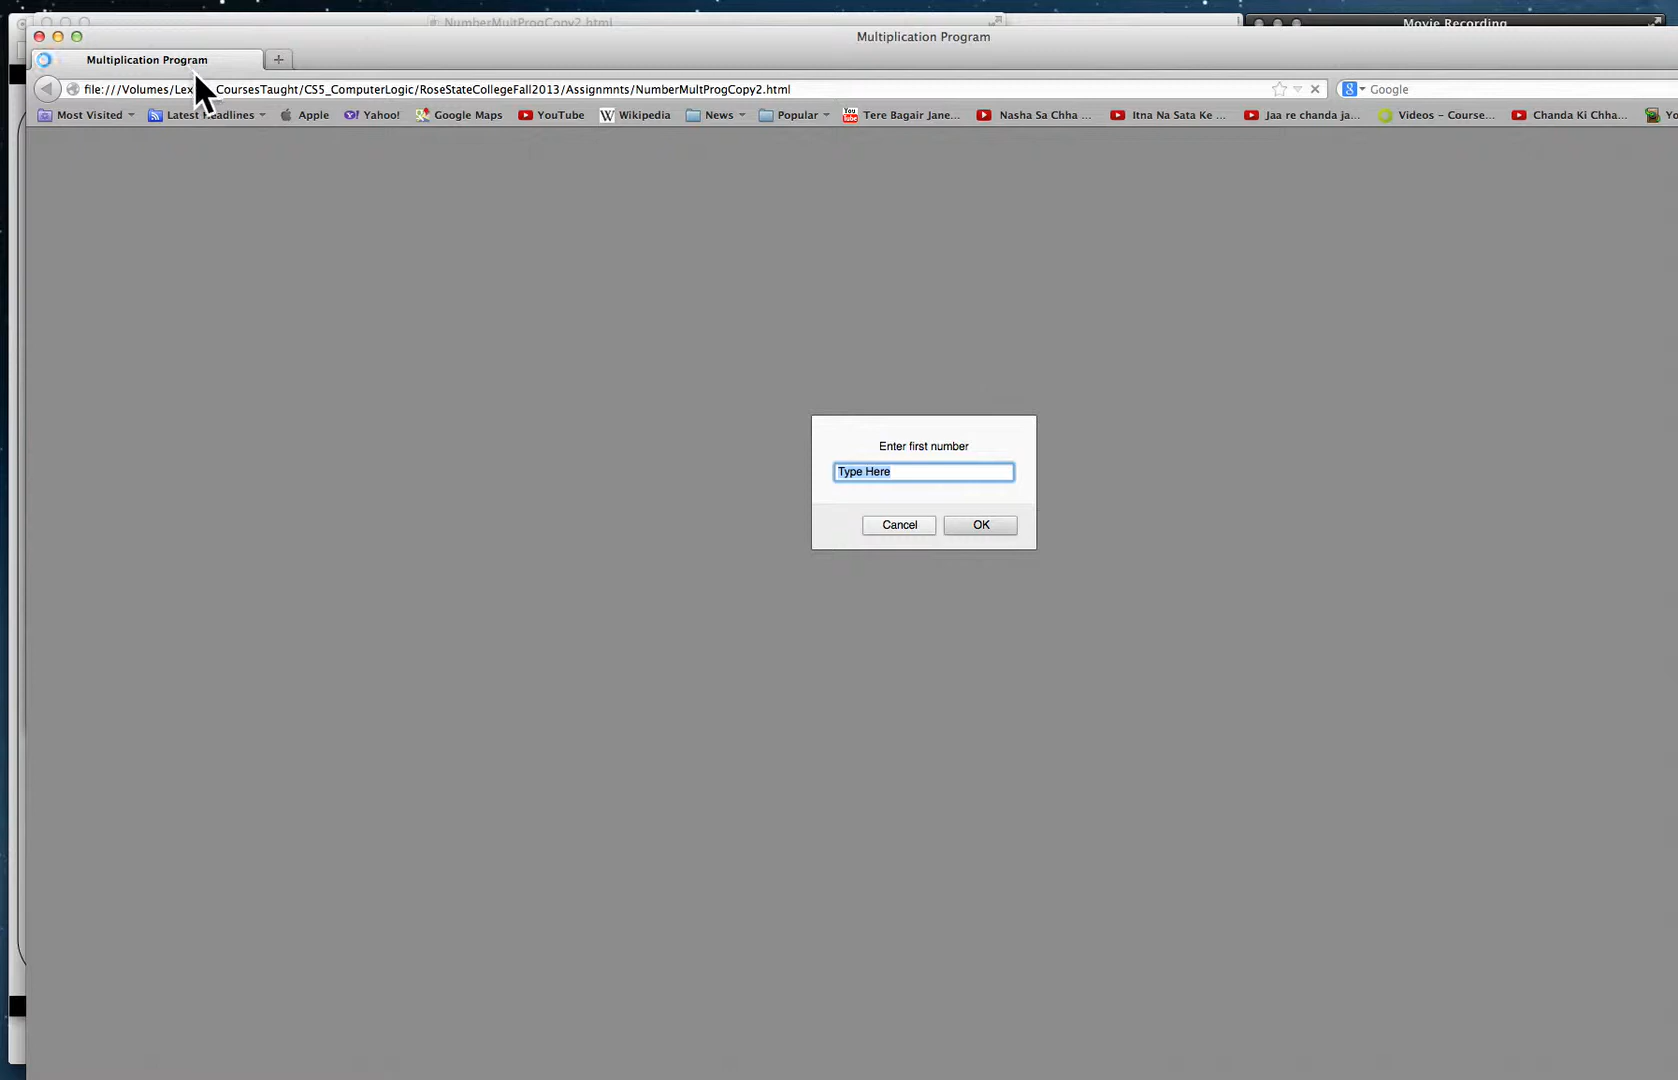 NumberMultProgCopy2.html
Movie Recording
Multiplication Program
Multiplication Program
file:///Volumes/Lex CoursesTaught/CS5_ComputerLogic/RoseStateCollegeFall2013/Assignmnts/NumberMultProgCopy2.html
Google
Most Visited Latest Headlines Apple Yahoo! Google Maps YouTube Wikipedia News Popular Tere Bagair Jane... Nasha Sa Chha ... Itna Na Sata Ke ... Jaa re chanda ja... Videos – Course... Chanda Ki Chha...
Enter first number
Type Here
Cancel OK